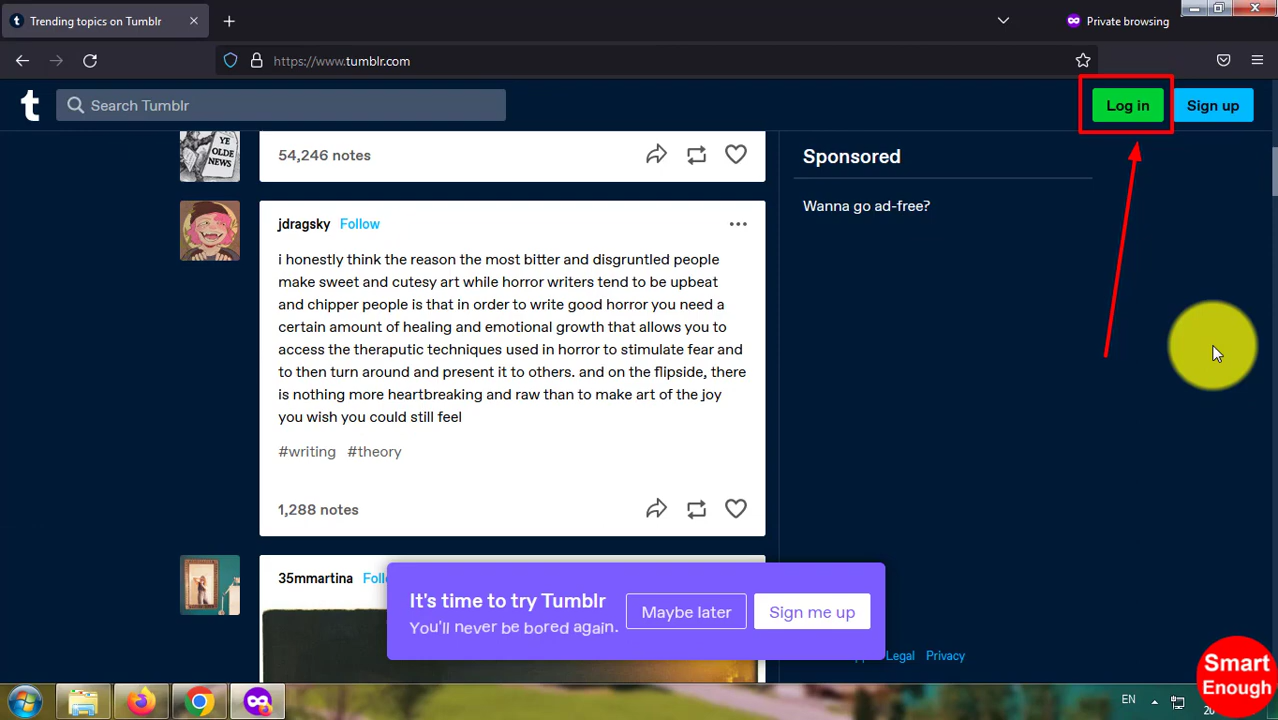 Trending topics on Tumblr
Private browsing
https://www.tumblr.com
t
Search Tumblr
Log in
Sign up
YE
OLDE
NEWS
54,246 notes
Sponsored
Wanna go ad-free?
jdragsky Follow
i honestly think the reason the most bitter and disgruntled people
make sweet and cutesy art while horror writers tend to be upbeat
and chipper people is that in order to write good horror you need a
certain amount of healing and emotional growth that allows you to
access the theraputic techniques used in horror to stimulate fear and
to then turn around and present it to others. and on the flipside, there
is nothing more heartbreaking and raw than to make art of the joy
you wish you could still feel
#writing #theory
1,288 notes
35mmartina
It's time to try Tumblr
You'll never be bored again.
Maybe later
Sign me up
Legal Privacy
Smart
Enough
EN